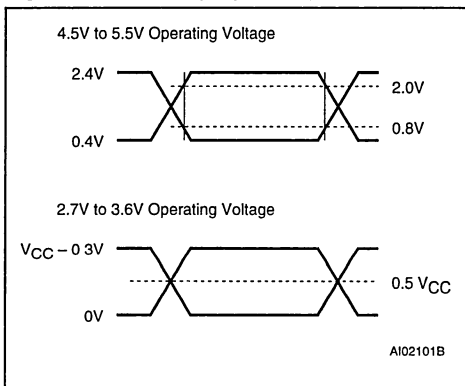 4.5V to 5.5V Operating Voltage
2.4V
2.0V
0.8V
0.4V
2.7V to 3.6V Operating Voltage
VCC – 0 3V
0.5 VCC
0V
AI02101B